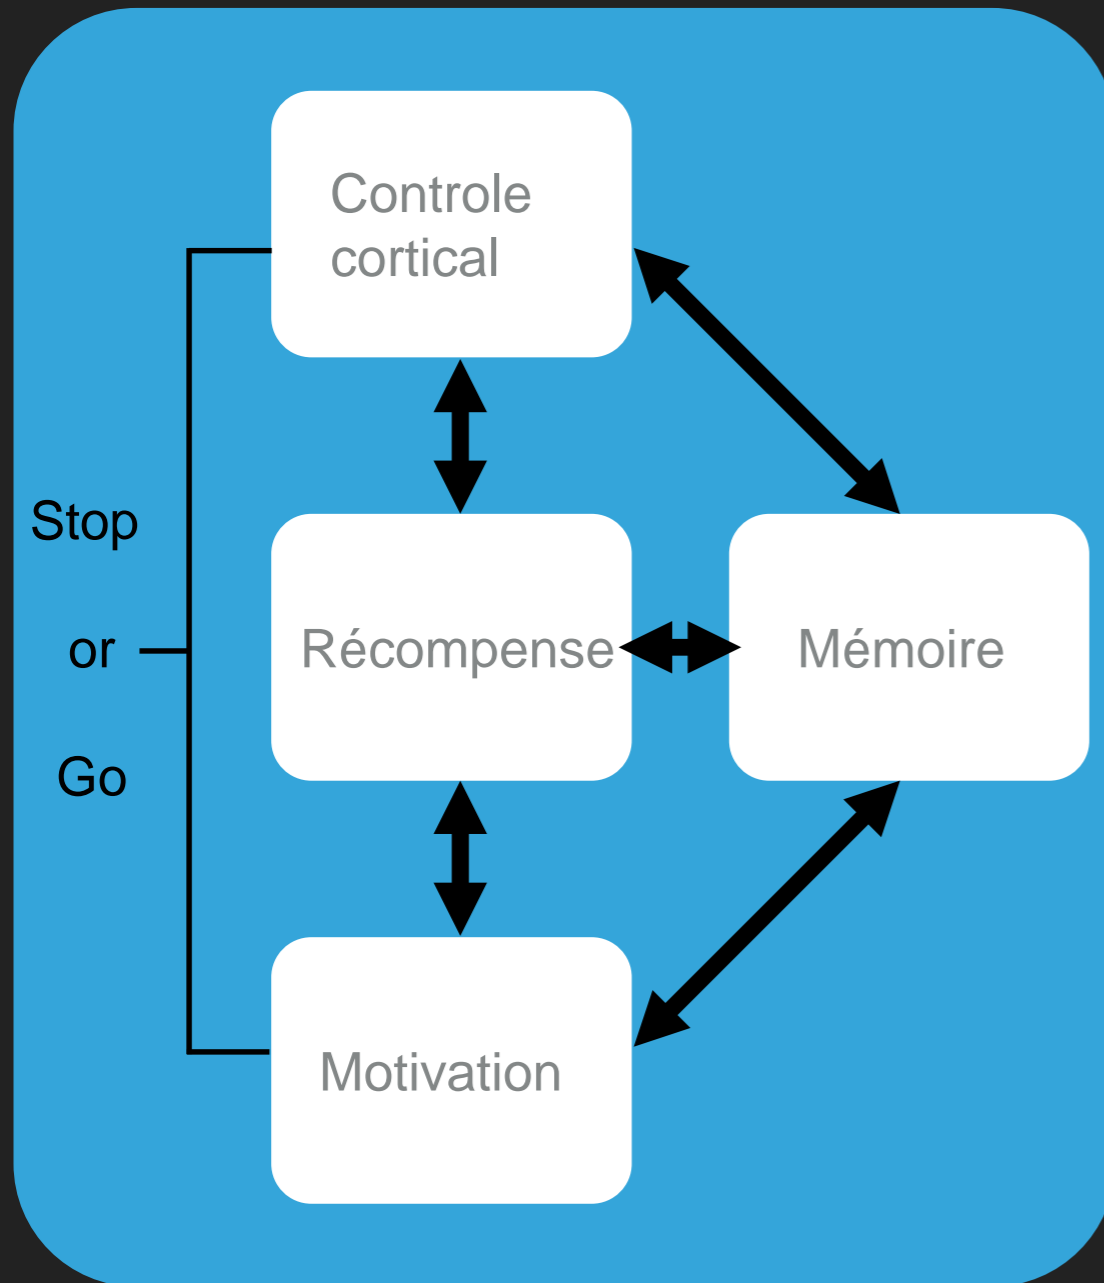 Controle
cortical
Stop
or
Go
Récompense
Mémoire
Motivation